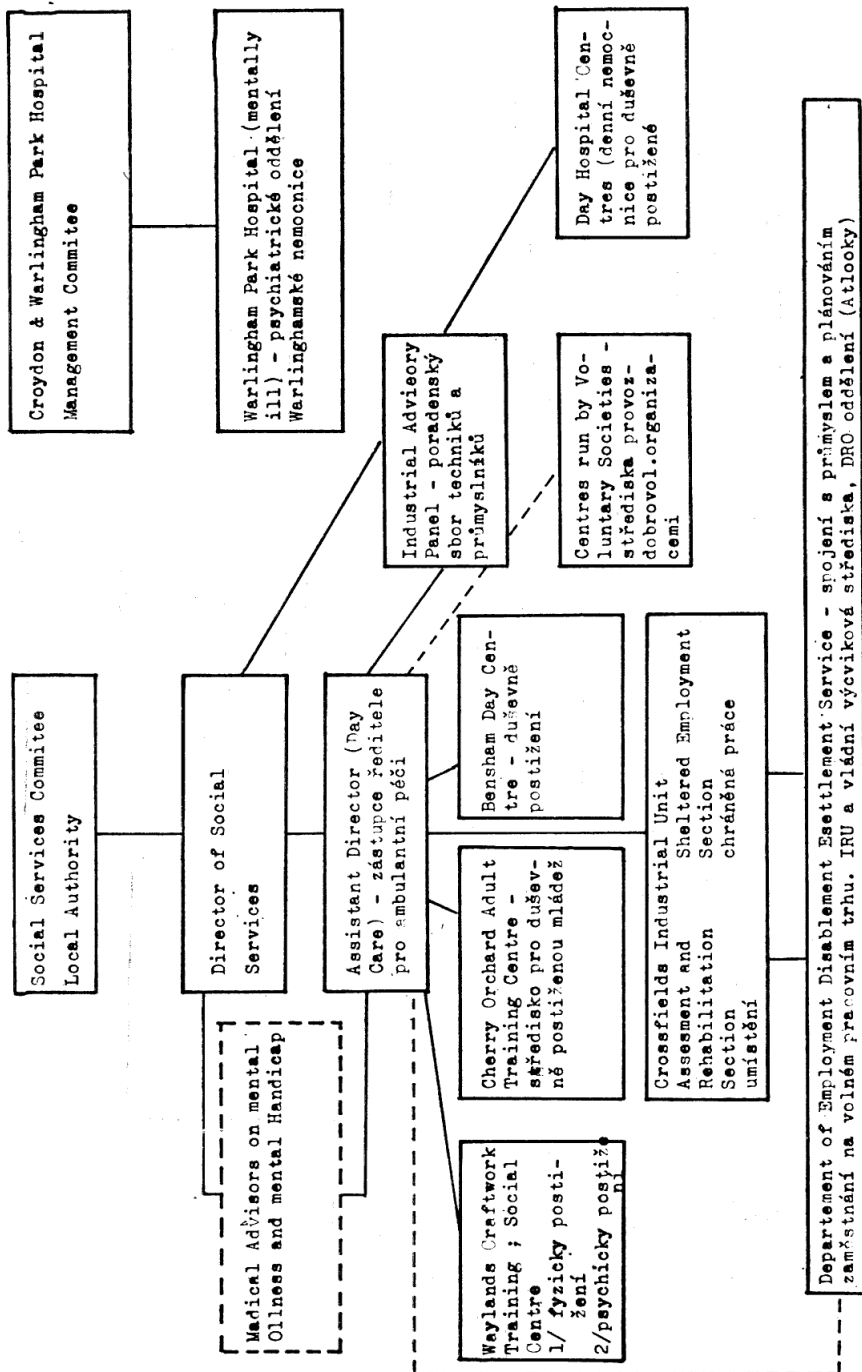 Social Services Commitee
Local Authority
Croydon & Warlingham Park Hospital
Management Commitee
Director of Social
Services
Warlingham Park Hospital (mentally
ill) – psychiatrické oddělení
Warlinghamské nemocnice
Madical Advisors on mental
Ollness and mental Handicap
Assistant Director (Day
Care) – zástupce ředitele
pro ambulantní péči
Industrial Advieory
Panel – poradenský
sbor techniků a
průmyslníků
Waylands Craftwork
Training ; Social
Centre
1/ fyzicky posti-
žení
2/psychicky postiže
ni
Cherry Orchard Adult
Training Centre –
středisko pro dušev-
ně postiženou mládež
Bensham Day Cen-
tre – duševně
postižení
Centres run by Vo-
luntary Societies –
střediska provoz-
dobrovol.organiza-
cemi
Day Hospital Cen-
tres (denní nemoc-
nice pro duševně
postižené
Crossfields Industrial Unit
Assesment and Sheltered Employment
Rehabilitation Section
Section chráněná práce
umístění
Departement of Employment Disablement Esettlement Service – spojení s průmyslem a plánováním
zaměstnání na volném pracovním trhu. IRU a vládní výcviková střediska, DRO oddělení (Atlooky)